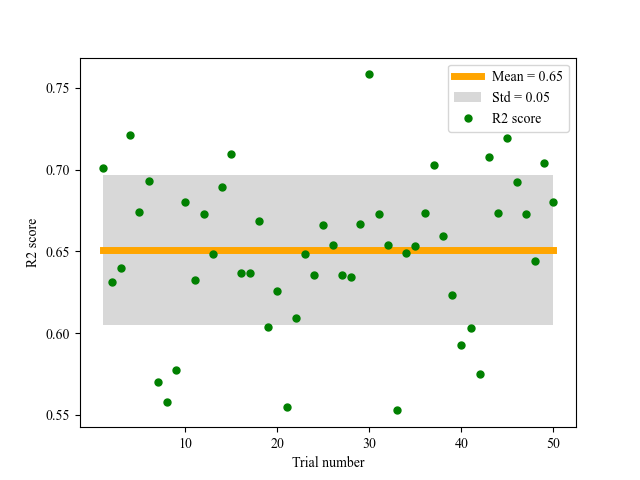 Mean = 0.65
Std = 0.05
R2 score
0.75
0.70
0.65
0.60
0.55
R2 score
10
20
30
40
50
Trial number